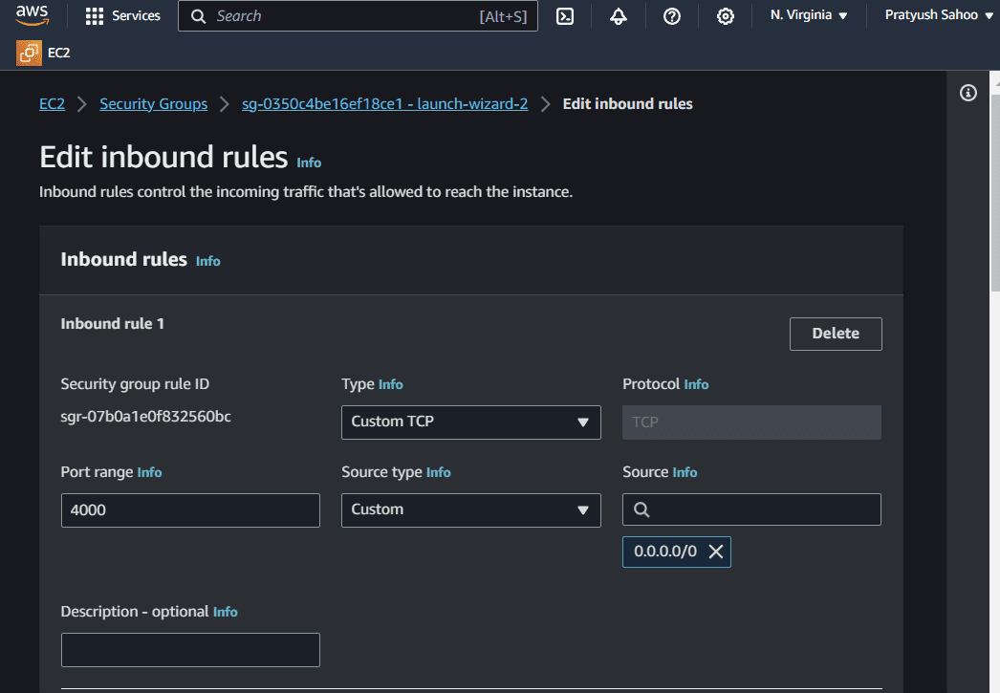 aws
Services
Search [Alt+S]
N. Virginia
Pratyush Sahoo
EC2
EC2 > Security Groups > sg-0350c4be16ef18ce1 - launch-wizard-2 > Edit inbound rules
Edit inbound rules Info
Inbound rules control the incoming traffic that's allowed to reach the instance.
Inbound rules Info
Inbound rule 1
Delete
Security group rule ID
sgr-07b0a1e0f832560bc
Type Info
Custom TCP
Protocol Info
TCP
Port range Info
4000
Source type Info
Custom
Source Info
0.0.0.0/0
Description - optional Info